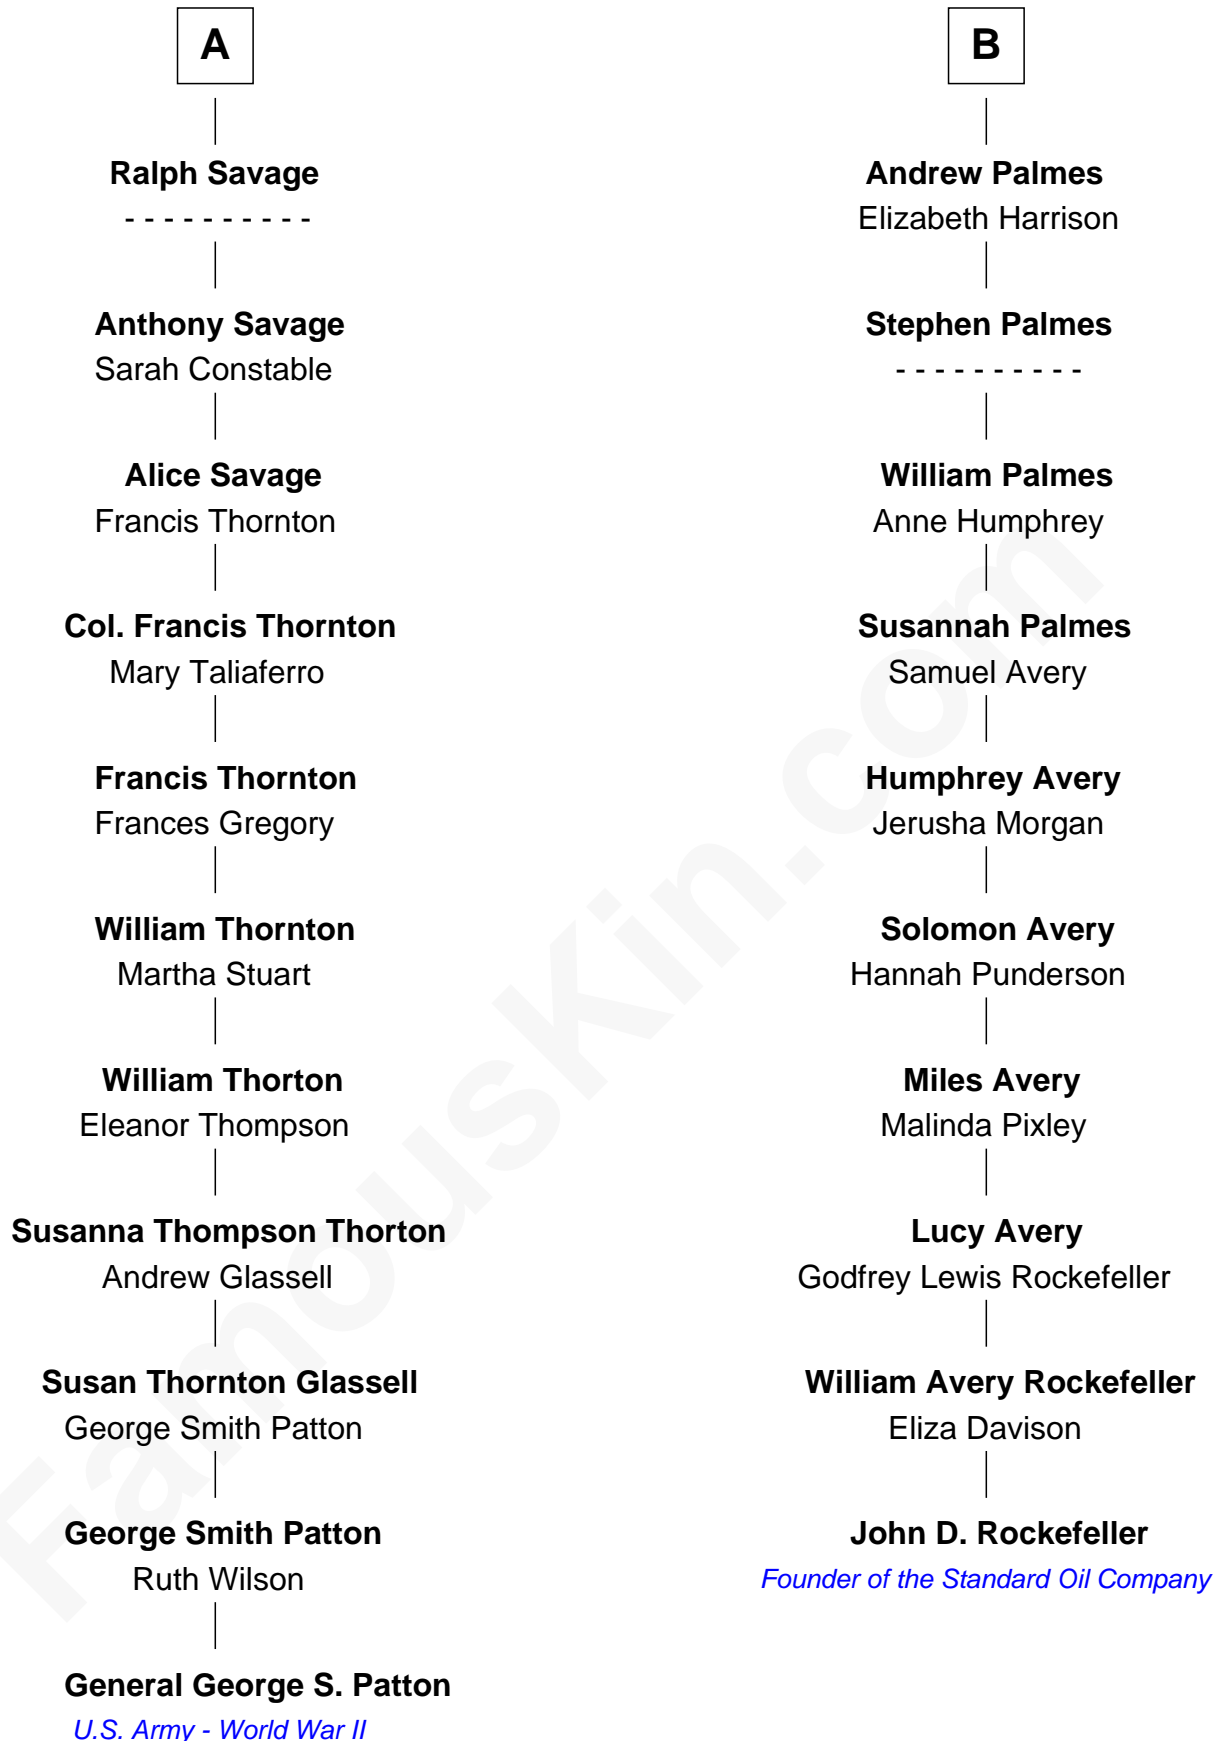 A
Ralph Savage
- - - - - - - - - -
Anthony Savage
Sarah Constable
Alice Savage
Francis Thornton
Col. Francis Thornton
Mary Taliaferro
Francis Thornton
Frances Gregory
William Thornton
Martha Stuart
William Thorton
Eleanor Thompson
Susanna Thompson Thorton
Andrew Glassell
Susan Thornton Glassell
George Smith Patton
George Smith Patton
Ruth Wilson
General George S. Patton
U.S. Army - World War II
B
Andrew Palmes
Elizabeth Harrison
Stephen Palmes
- - - - - - - - - -
William Palmes
Anne Humphrey
Susannah Palmes
Samuel Avery
Humphrey Avery
Jerusha Morgan
Solomon Avery
Hannah Punderson
Miles Avery
Malinda Pixley
Lucy Avery
Godfrey Lewis Rockefeller
William Avery Rockefeller
Eliza Davison
John D. Rockefeller
Founder of the Standard Oil Company
FamousKin.com